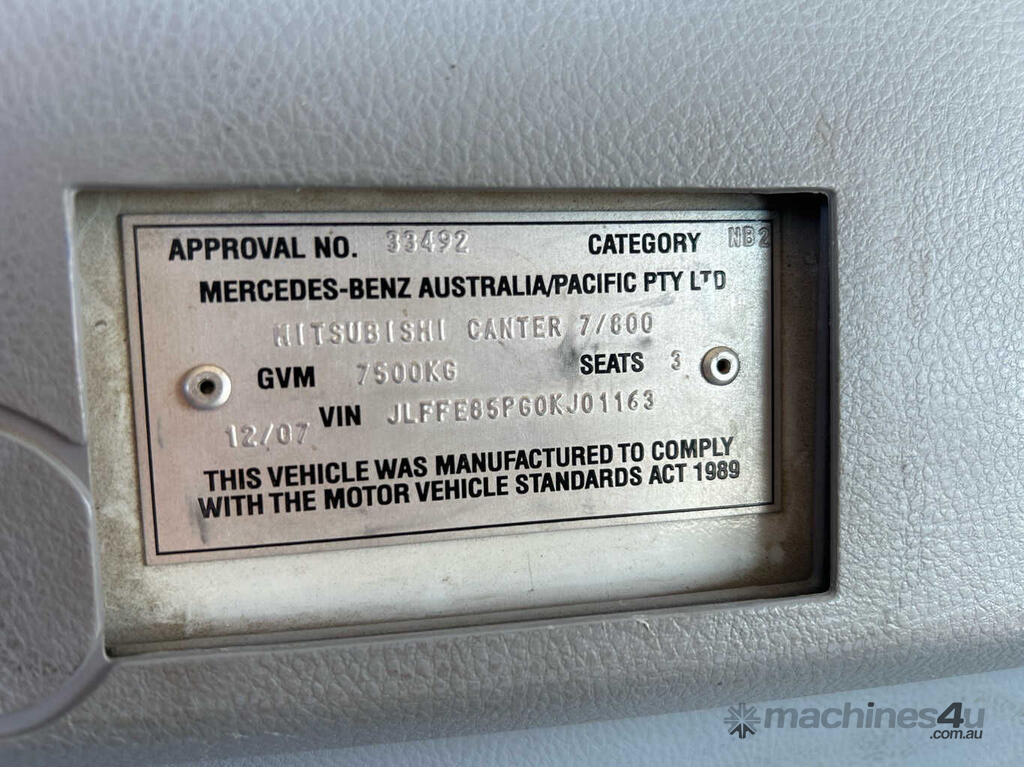 APPROVAL NO. 33492 CATEGORY NB2
MERCEDES-BENZ AUSTRALIA/PACIFIC PTY LTD
MITSUBISHI CANTER 7/800
GVM 7500KG SEATS 3
12/07 VIN JLFFE85PG0KJ01163
THIS VEHICLE WAS MANUFACTURED TO COMPLY
WITH THE MOTOR VEHICLE STANDARDS ACT 1989
machines4u
.com.au